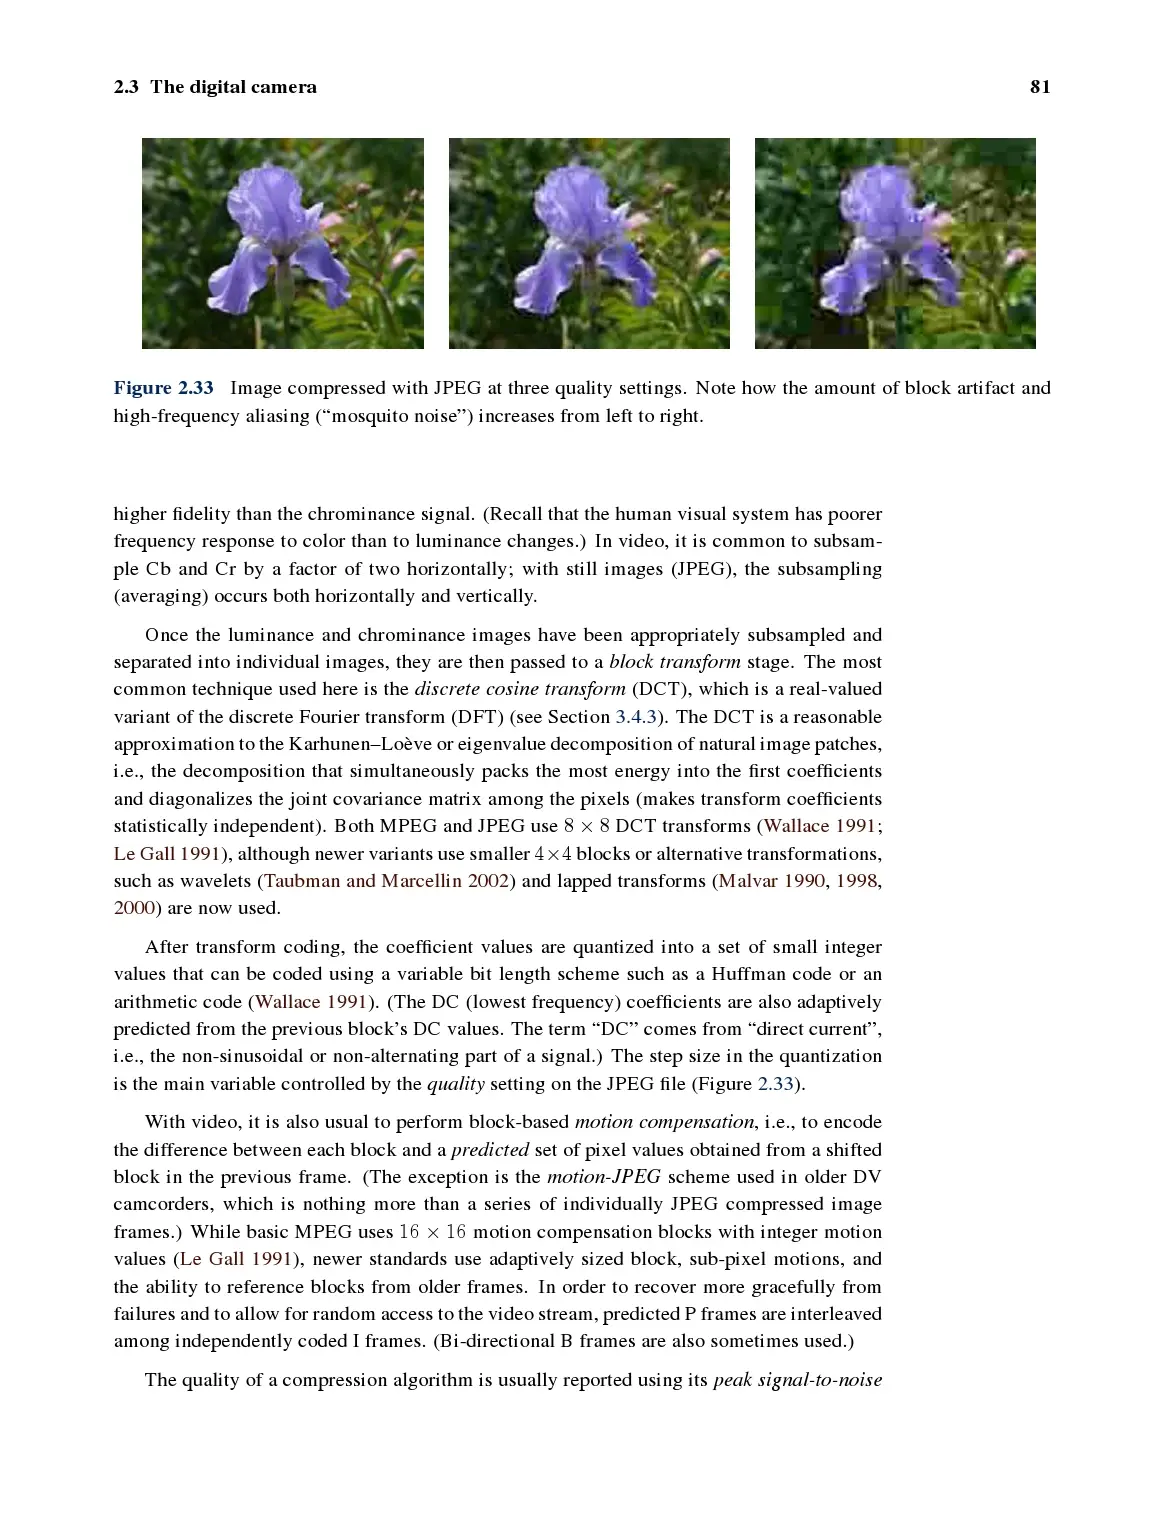 2.3 The digital camera 81
Figure 2.33 Image compressed with JPEG at three quality settings. Note how the amount of block artifact and
high-frequency aliasing (“mosquito noise”) increases from left to right.
higher fidelity than the chrominance signal. (Recall that the human visual system has poorer
frequency response to color than to luminance changes.) In video, it is common to subsam-
ple Cb and Cr by a factor of two horizontally; with still images (JPEG), the subsampling
(averaging) occurs both horizontally and vertically.
Once the luminance and chrominance images have been appropriately subsampled and
separated into individual images, they are then passed to a block transform stage. The most
common technique used here is the discrete cosine transform (DCT), which is a real-valued
variant of the discrete Fourier transform (DFT) (see Section 3.4.3). The DCT is a reasonable
approximation to the Karhunen–Loève or eigenvalue decomposition of natural image patches,
i.e., the decomposition that simultaneously packs the most energy into the first coefficients
and diagonalizes the joint covariance matrix among the pixels (makes transform coefficients
statistically independent). Both MPEG and JPEG use 8 × 8 DCT transforms (Wallace 1991;
Le Gall 1991), although newer variants use smaller 4×4 blocks or alternative transformations,
such as wavelets (Taubman and Marcellin 2002) and lapped transforms (Malvar 1990, 1998,
2000) are now used.
After transform coding, the coefficient values are quantized into a set of small integer
values that can be coded using a variable bit length scheme such as a Huffman code or an
arithmetic code (Wallace 1991). (The DC (lowest frequency) coefficients are also adaptively
predicted from the previous block’s DC values. The term “DC” comes from “direct current”,
i.e., the non-sinusoidal or non-alternating part of a signal.) The step size in the quantization
is the main variable controlled by the quality setting on the JPEG file (Figure 2.33).
With video, it is also usual to perform block-based motion compensation, i.e., to encode
the difference between each block and a predicted set of pixel values obtained from a shifted
block in the previous frame. (The exception is the motion-JPEG scheme used in older DV
camcorders, which is nothing more than a series of individually JPEG compressed image
frames.) While basic MPEG uses 16 × 16 motion compensation blocks with integer motion
values (Le Gall 1991), newer standards use adaptively sized block, sub-pixel motions, and
the ability to reference blocks from older frames. In order to recover more gracefully from
failures and to allow for random access to the video stream, predicted P frames are interleaved
among independently coded I frames. (Bi-directional B frames are also sometimes used.)
The quality of a compression algorithm is usually reported using its peak signal-to-noise